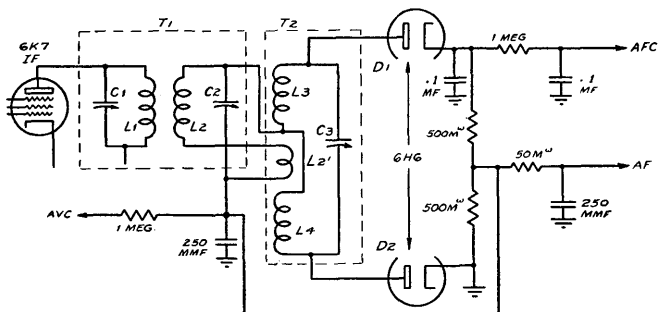 6K7
IF
T1
C1
L1
L2
C2
T2
L3
C3
L2'
L4
D1
6H6
D2
1 MEG
AFC
.1
MF
.1
MF
500Mω
50Mω
AF
500Mω
250
MMF
AVC
1 MEG.
250
MMF